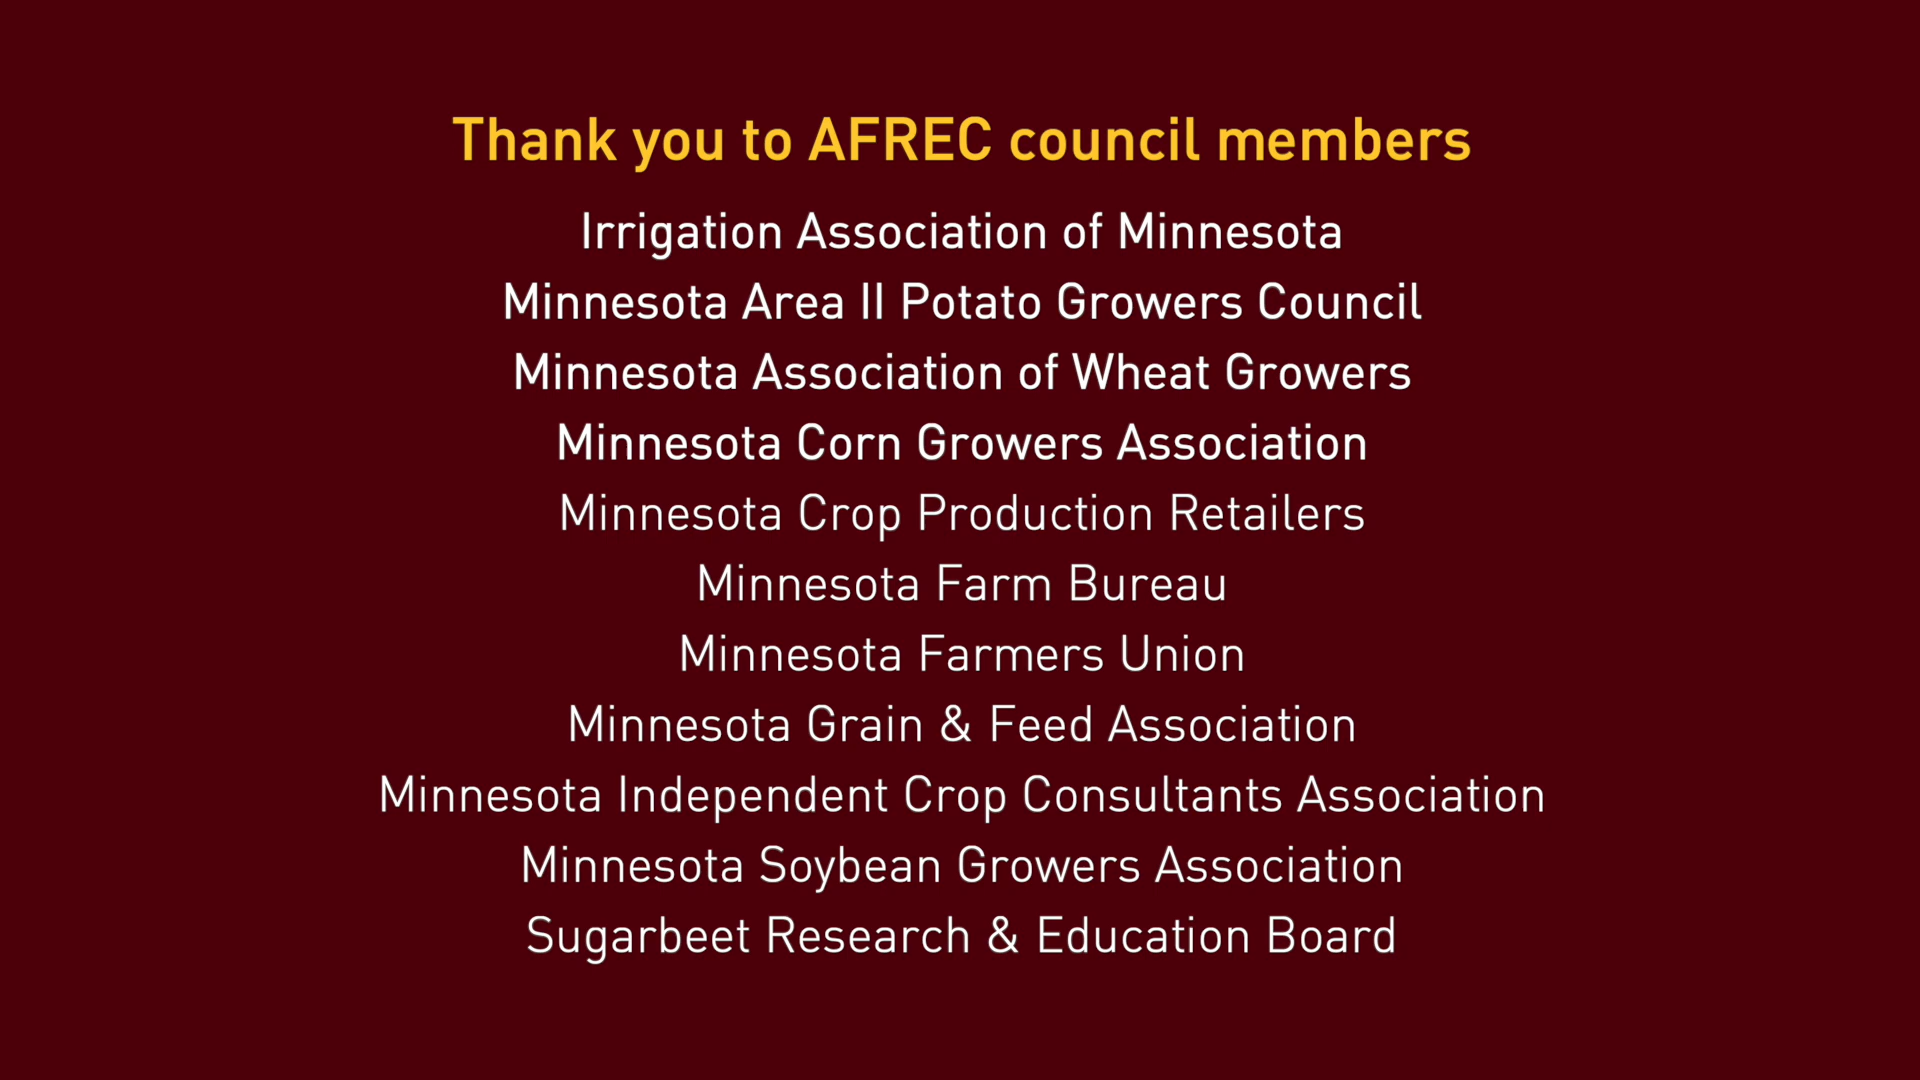 Thank you to AFREC council members
Irrigation Association of Minnesota
Minnesota Area II Potato Growers Council
Minnesota Association of Wheat Growers
Minnesota Corn Growers Association
Minnesota Crop Production Retailers
Minnesota Farm Bureau
Minnesota Farmers Union
Minnesota Grain & Feed Association
Minnesota Independent Crop Consultants Association
Minnesota Soybean Growers Association
Sugarbeet Research & Education Board